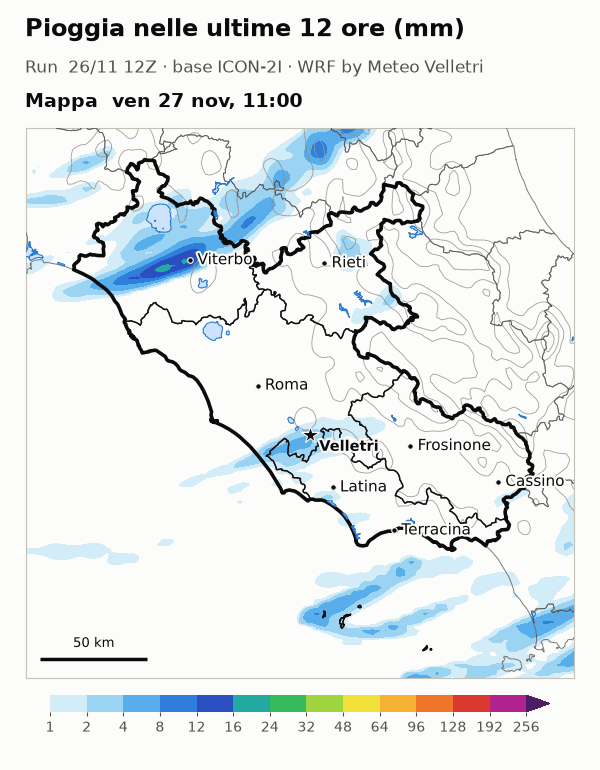 Pioggia nelle ultime 12 ore (mm)
Run  26/11 12Z · base ICON-2I · WRF by Meteo Velletri
Mappa  ven 27 nov, 11:00
Viterbo
Rieti
Roma
Velletri
Frosinone
Cassino
Latina
Terracina
50 km
1 2 4 8 12 16 24 32 48 64 96 128 192 256